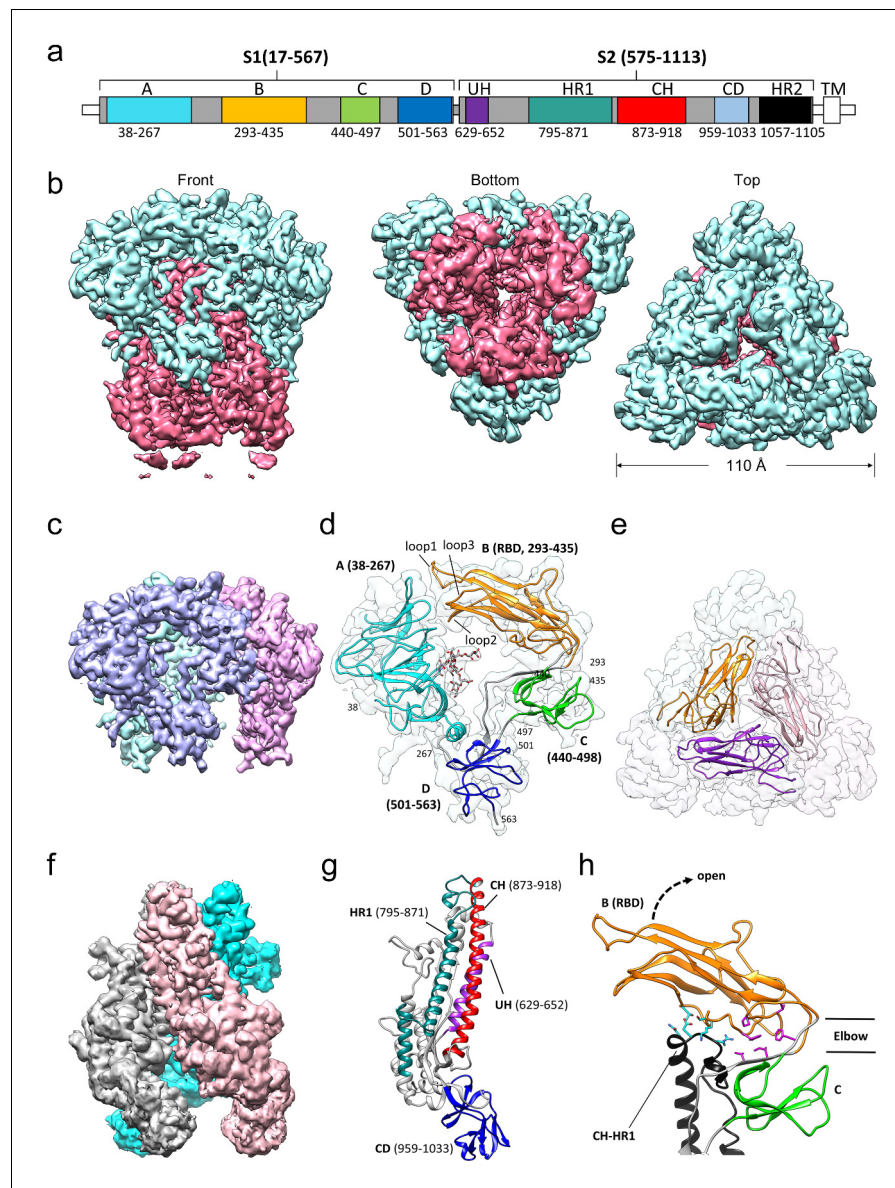 a
S1(17-567) S2 (575-1113)
A B C D UH HR1 CH CD HR2 TM
38-267 293-435 440-497 501-563 629-652 795-871 873-918 959-1033 1057-1105
b
Front Bottom Top
110 Å
c
d
A (38-267)
loop1 loop3
B (RBD, 293-435)
loop2
38
267
293
435
440
497
501
C
(440-498)
D
(501-563)
563
e
f
g
CH (873-918)
HR1 (795-871)
UH (629-652)
CD (959-1033)
h
open
B (RBD)
Elbow
C
CH-HR1